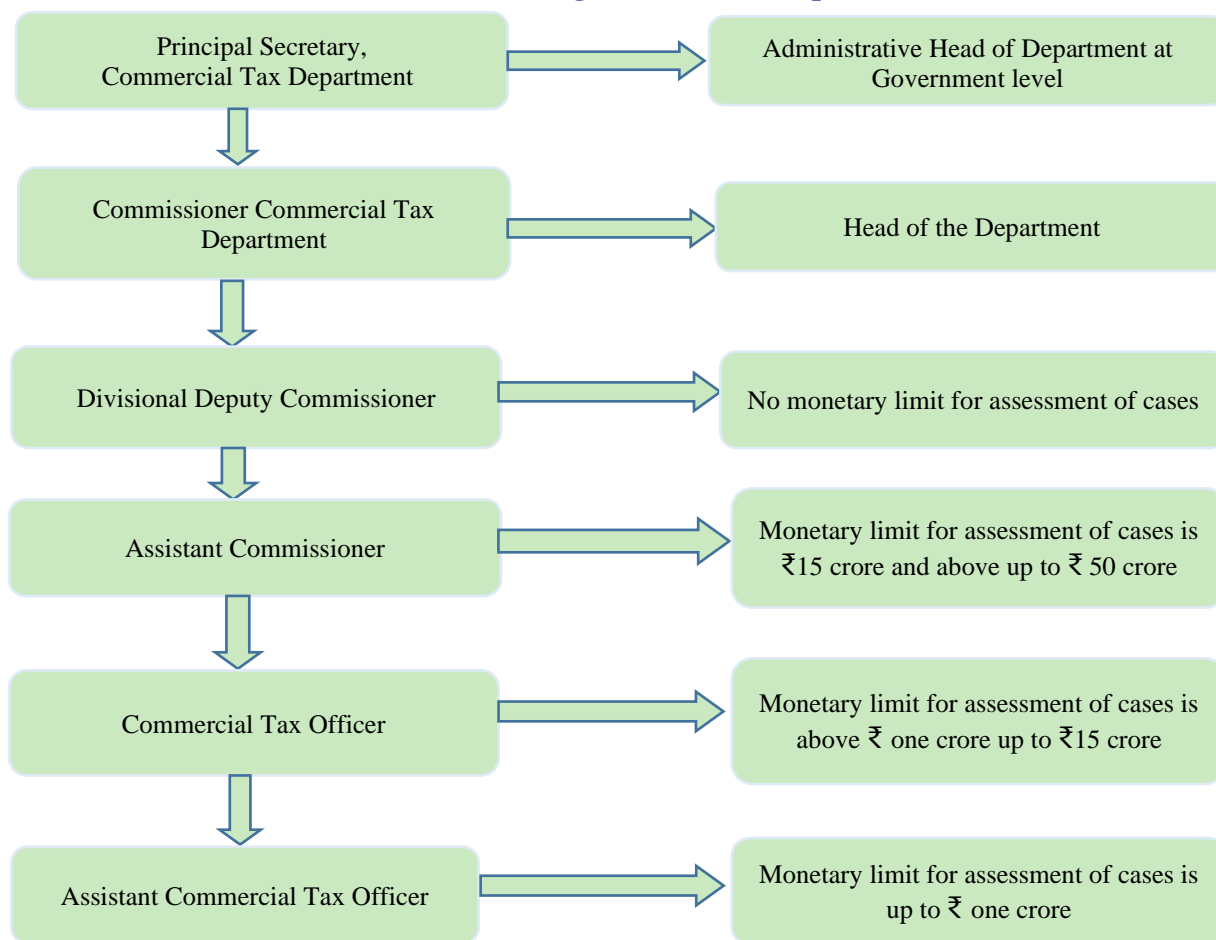 Principal Secretary,
Commercial Tax Department
Administrative Head of Department at
Government level
Commissioner Commercial Tax
Department
Head of the Department
Divisional Deputy Commissioner
No monetary limit for assessment of cases
Assistant Commissioner
Monetary limit for assessment of cases is
₹15 crore and above up to ₹ 50 crore
Commercial Tax Officer
Monetary limit for assessment of cases is
above ₹ one crore up to ₹15 crore
Assistant Commercial Tax Officer
Monetary limit for assessment of cases is
up to ₹ one crore